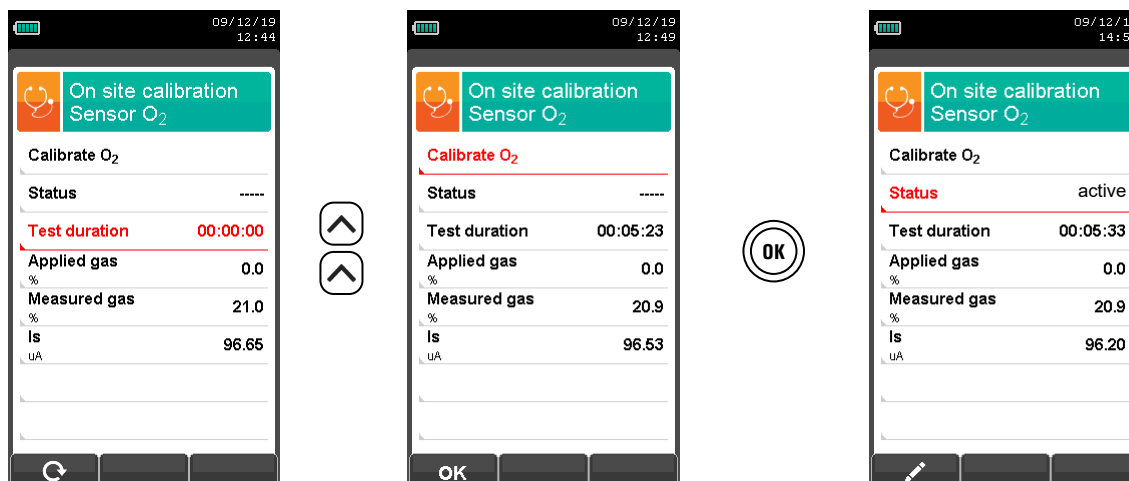 09/12/19
12:44
On site calibration
Sensor O₂
Calibrate O₂
Status -----
Test duration 00:00:00
Applied gas 0.0
%
Measured gas 21.0
%
Is 96.65
uA
09/12/19
12:49
On site calibration
Sensor O₂
Calibrate O₂
Status -----
Test duration 00:05:23
Applied gas 0.0
%
Measured gas 20.9
%
Is 96.53
uA
OK
OK
09/12/1
14:5
On site calibration
Sensor O₂
Calibrate O₂
Status active
Test duration 00:05:33
Applied gas 0.0
%
Measured gas 20.9
%
Is 96.20
uA